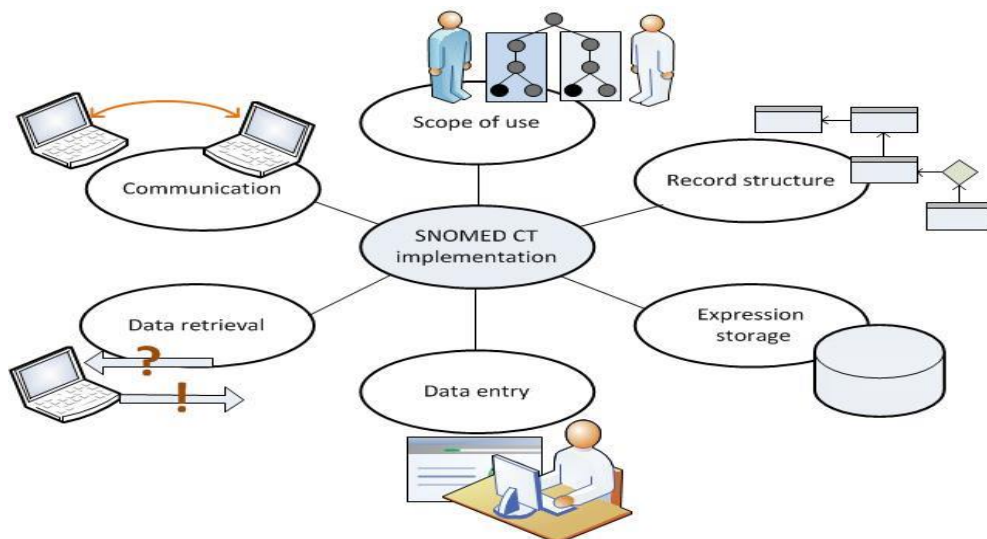 Scope of use
Communication
Record structure
SNOMED CT
implementation
Data retrieval
?
!
Expression
storage
Data entry